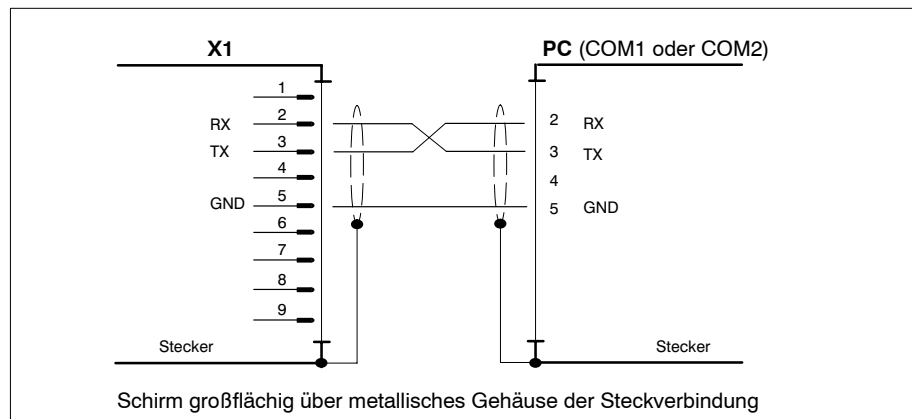 X1 PC (COM1 oder COM2)
1
RX 2 2 RX
TX 3 3 TX
4 4
GND 5 5 GND
6
7
8
9
Stecker Stecker
Schirm großflächig über metallisches Gehäuse der Steckverbindung